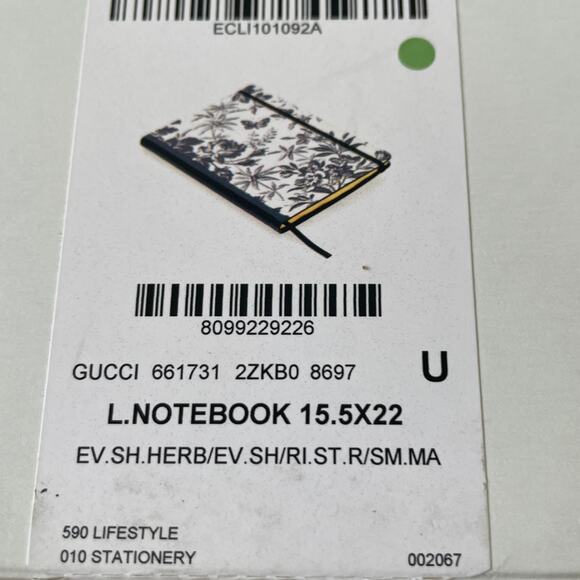 ECLI101092A
8099229226
GUCCI 661731 2ZKB0 8697 U
L.NOTEBOOK 15.5X22
EV.SH.HERB/EV.SH/RI.ST.R/SM.MA
590 LIFESTYLE
010 STATIONERY 002067